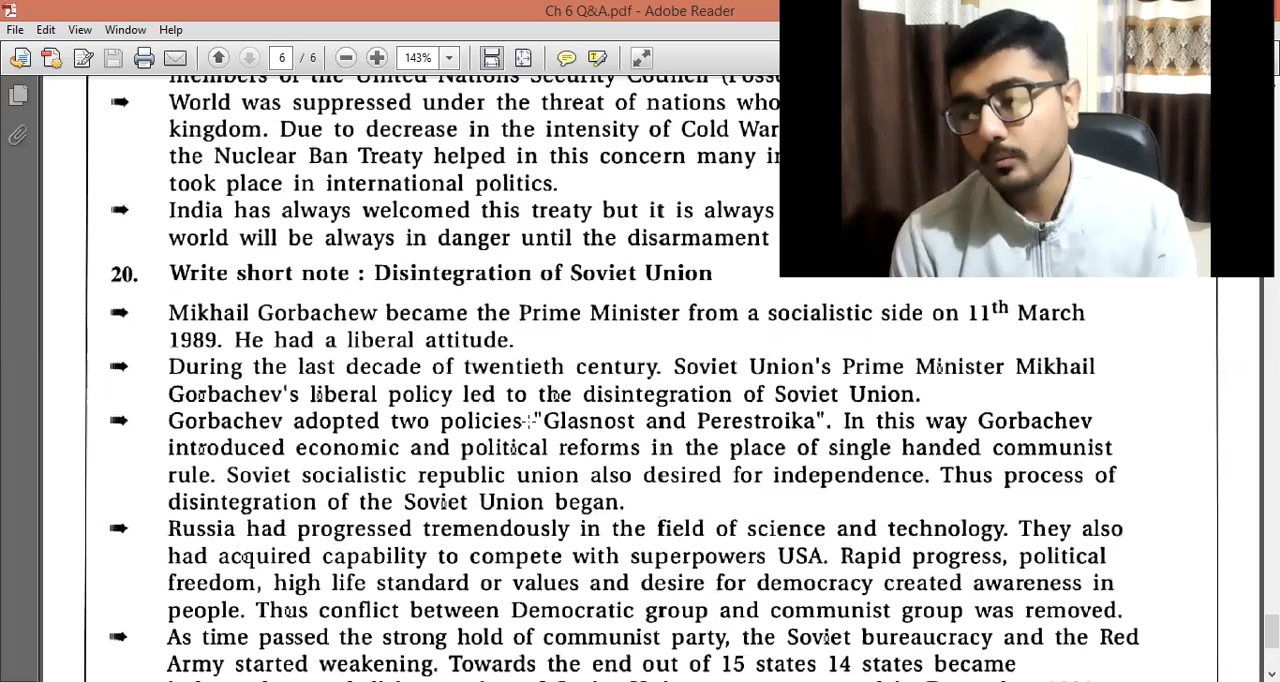 Ch 6 Q&A.pdf - Adobe Reader
File Edit View Window Help
6 / 6 143%
members of the United Nations Security Council
World was suppressed under the threat of nations who
kingdom. Due to decrease in the intensity of Cold War
the Nuclear Ban Treaty helped in this concern many
took place in international politics.
India has always welcomed this treaty but it is always
world will be always in danger until the disarmament
20. Write short note : Disintegration of Soviet Union
Mikhail Gorbachew became the Prime Minister from a socialistic side on 11th March
1989. He had a liberal attitude.
During the last decade of twentieth century. Soviet Union's Prime Minister Mikhail
Gorbachev's liberal policy led to the disintegration of Soviet Union.
Gorbachev adopted two policies "Glasnost and Perestroika". In this way Gorbachev
introduced economic and political reforms in the place of single handed communist
rule. Soviet socialistic republic union also desired for independence. Thus process of
disintegration of the Soviet Union began.
Russia had progressed tremendously in the field of science and technology. They also
had acquired capability to compete with superpowers USA. Rapid progress, political
freedom, high life standard or values and desire for democracy created awareness in
people. Thus conflict between Democratic group and communist group was removed.
As time passed the strong hold of communist party, the Soviet bureaucracy and the Red
Army started weakening. Towards the end out of 15 states 14 states became